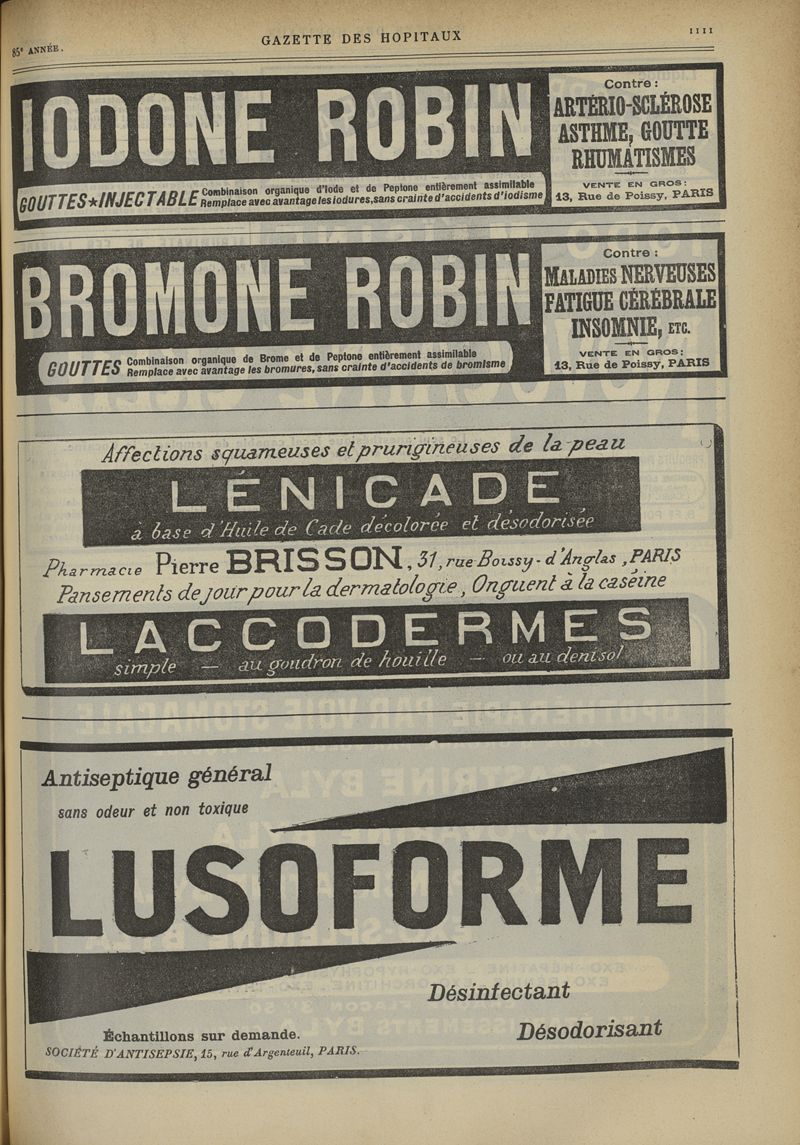 85e ANNÉE.
GAZETTE DES HOPITAUX
1111
IODONE ROBIN
GOUTTES★INJECTABLE
Combinaison organique d'Iode et de Peptone entièrement assimilable
Remplace avec avantage les iodures, sans crainte d'accidents d'iodisme
Contre :
ARTÉRIO-SCLÉROSE
ASTHME, GOUTTE
RHUMATISMES
VENTE EN GROS :
13, Rue de Poissy, PARIS
BROMONE ROBIN
GOUTTES
Combinaison organique de Brome et de Peptone entièrement assimilable
Remplace avec avantage les bromures, sans crainte d'accidents de bromisme
Contre :
MALADIES NERVEUSES
FATIGUE CÉRÉBRALE
INSOMNIE, ETC.
VENTE EN GROS :
13, Rue de Poissy, PARIS
Affections squameuses et prurigineuses de la peau
LÉNICADE
à base d'Huile de Cade décolorée et désodorisée
Pharmacie Pierre BRISSON, 31, rue Boissy-d'Anglas, PARIS
Pansements de jour pour la dermatologie, Onguent à la caséine
LACCODERMES
simple — au goudron de houille — ou au denisol
Antiseptique général
sans odeur et non toxique
LUSOFORME
Désinfectant
Désodorisant
Échantillons sur demande.
SOCIÉTÉ D'ANTISEPSIE, 15, rue d'Argenteuil, PARIS.